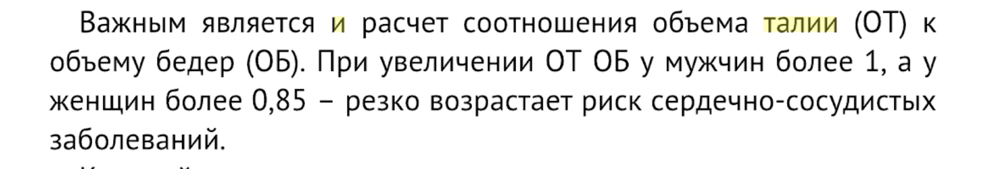 Важным является и расчет соотношения объема талии (ОТ) к
объему бедер (ОБ). При увеличении ОТ ОБ у мужчин более 1, а у
женщин более 0,85 – резко возрастает риск сердечно-сосудистых
заболеваний.